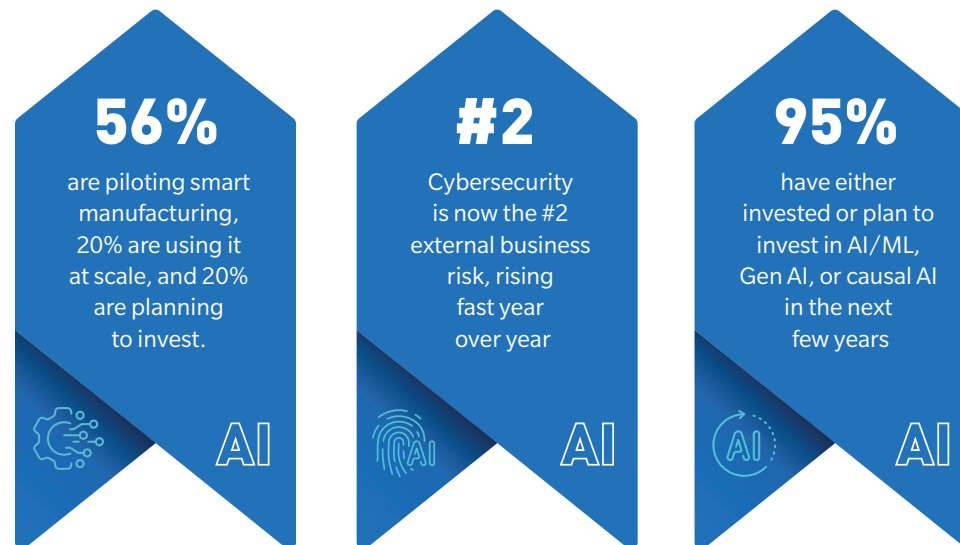 56%
are piloting smart
manufacturing,
20% are using it
at scale, and 20%
are planning
to invest.
AI
#2
Cybersecurity
is now the #2
external business
risk, rising
fast year
over year
AI
AI
95%
have either
invested or plan to
invest in AI/ML,
Gen AI, or causal AI
in the next
few years
AI
AI